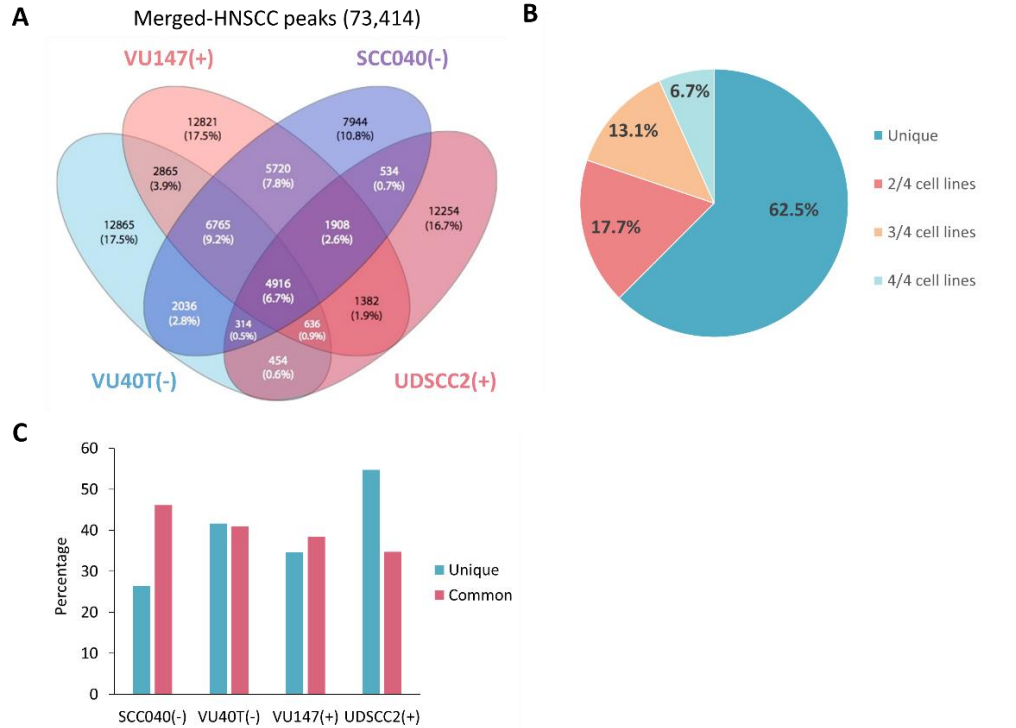 A
Merged-HNSCC peaks (73,414)
VU147(+)
SCC040(-)
12821
(17.5%)
7944
(10.8%)
2865
(3.9%)
5720
(7.8%)
534
(0.7%)
12865
(17.5%)
6765
(9.2%)
1908
(2.6%)
12254
(16.7%)
4916
(6.7%)
2036
(2.8%)
1382
(1.9%)
314
(0.5%)
636
(0.9%)
454
(0.6%)
VU40T(-)
UDSCC2(+)
B
6.7%
13.1%
17.7%
62.5%
Unique
2/4 cell lines
3/4 cell lines
4/4 cell lines
C
Percentage
60
50
40
30
20
10
0
SCC040(-) VU40T(-) VU147(+) UDSCC2(+)
Unique
Common